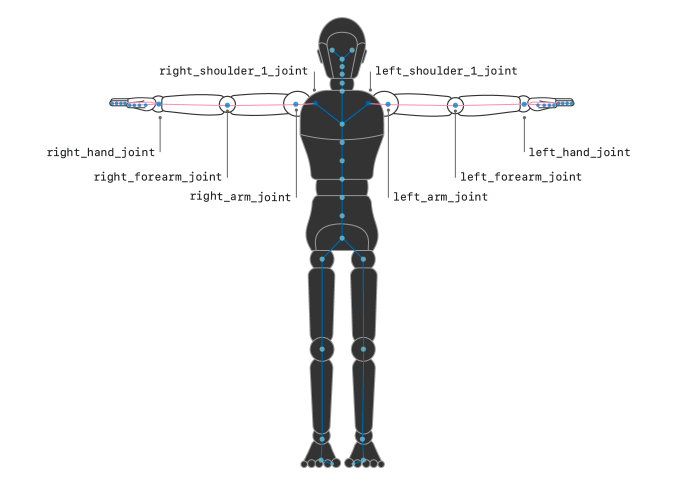 right_shoulder_1_joint
left_shoulder_1_joint
right_hand_joint
left_hand_joint
right_forearm_joint
left_forearm_joint
right_arm_joint
left_arm_joint